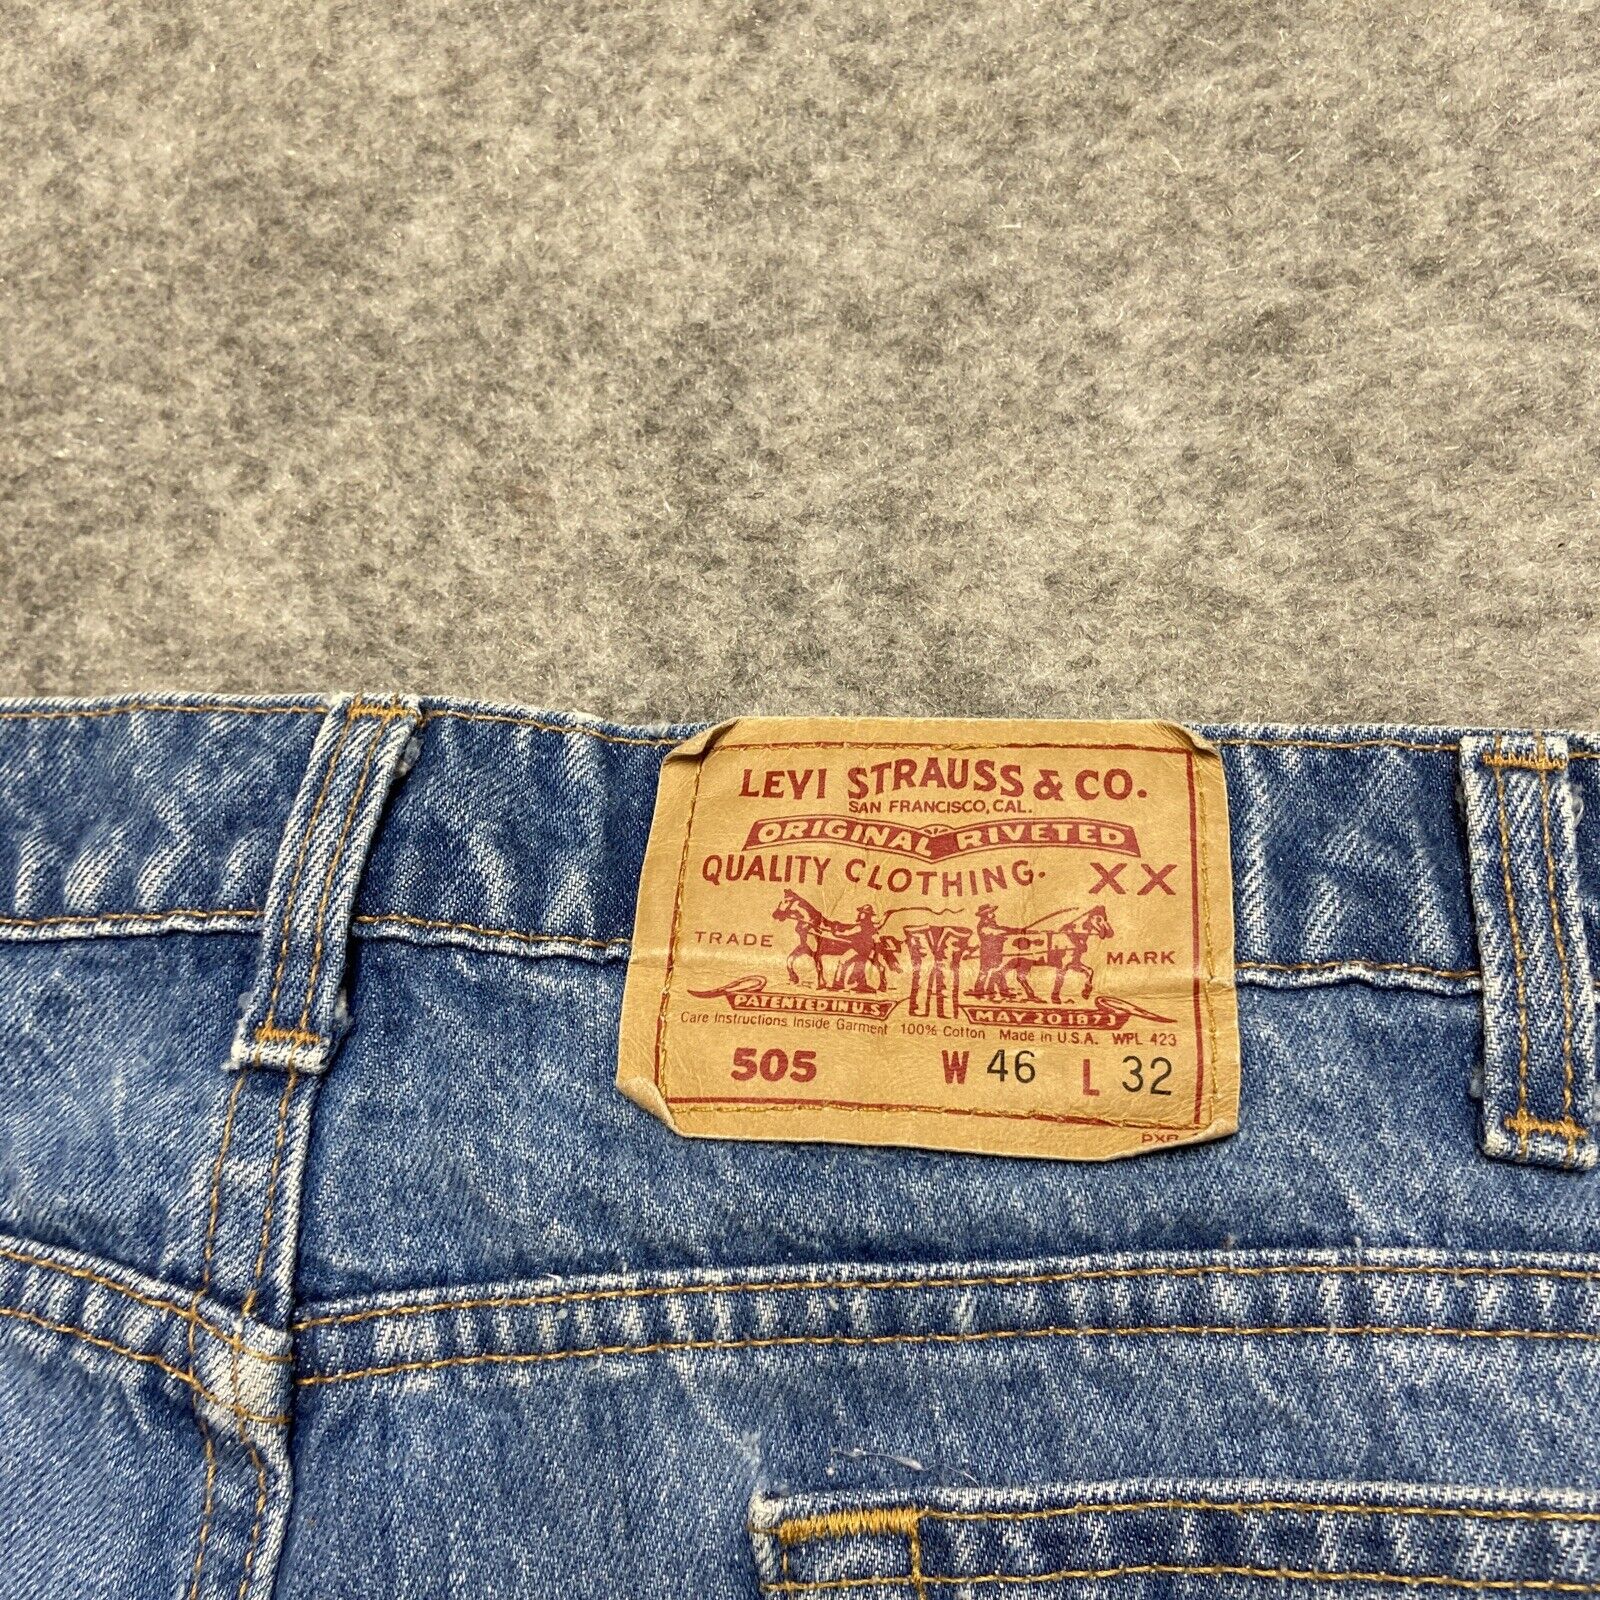 LEVI STRAUSS & CO.
SAN FRANCISCO, CAL.
ORIGINAL RIVETED
QUALITY CLOTHING. XX
TRADE MARK
PATENTED IN U.S. MAY 20 1873
Care Instructions Inside Garment 100% Cotton Made in U.S.A. WPL 423
505 W 46 L 32